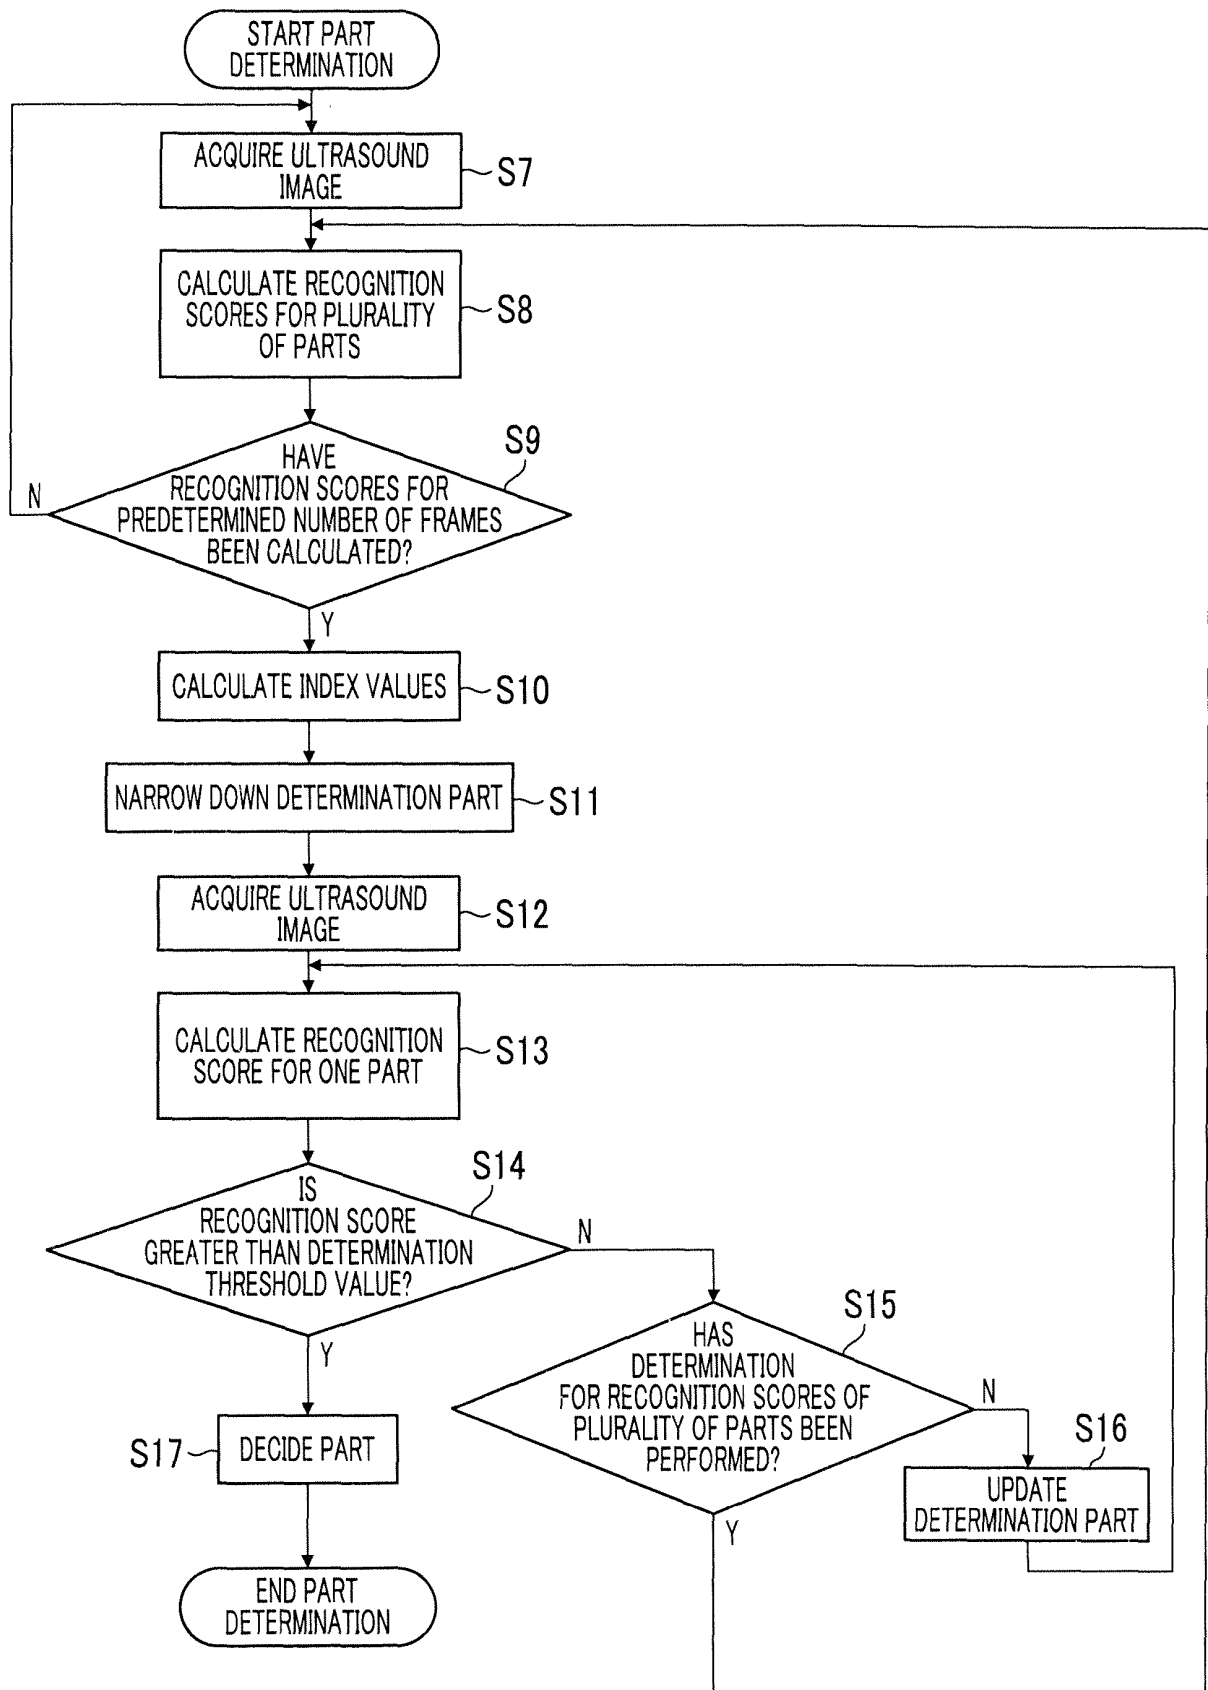 START PART
DETERMINATION
ACQUIRE ULTRASOUND
IMAGE
S7
CALCULATE RECOGNITION
SCORES FOR PLURALITY
OF PARTS
S8
HAVE
RECOGNITION SCORES FOR
PREDETERMINED NUMBER OF FRAMES
BEEN CALCULATED?
S9
N
Y
CALCULATE INDEX VALUES
S10
NARROW DOWN DETERMINATION PART
S11
ACQUIRE ULTRASOUND
IMAGE
S12
CALCULATE RECOGNITION
SCORE FOR ONE PART
S13
IS
RECOGNITION SCORE
GREATER THAN DETERMINATION
THRESHOLD VALUE?
S14
N
Y
HAS
DETERMINATION
FOR RECOGNITION SCORES OF
PLURALITY OF PARTS BEEN
PERFORMED?
S15
N
Y
UPDATE
DETERMINATION PART
S16
S17
DECIDE PART
END PART
DETERMINATION